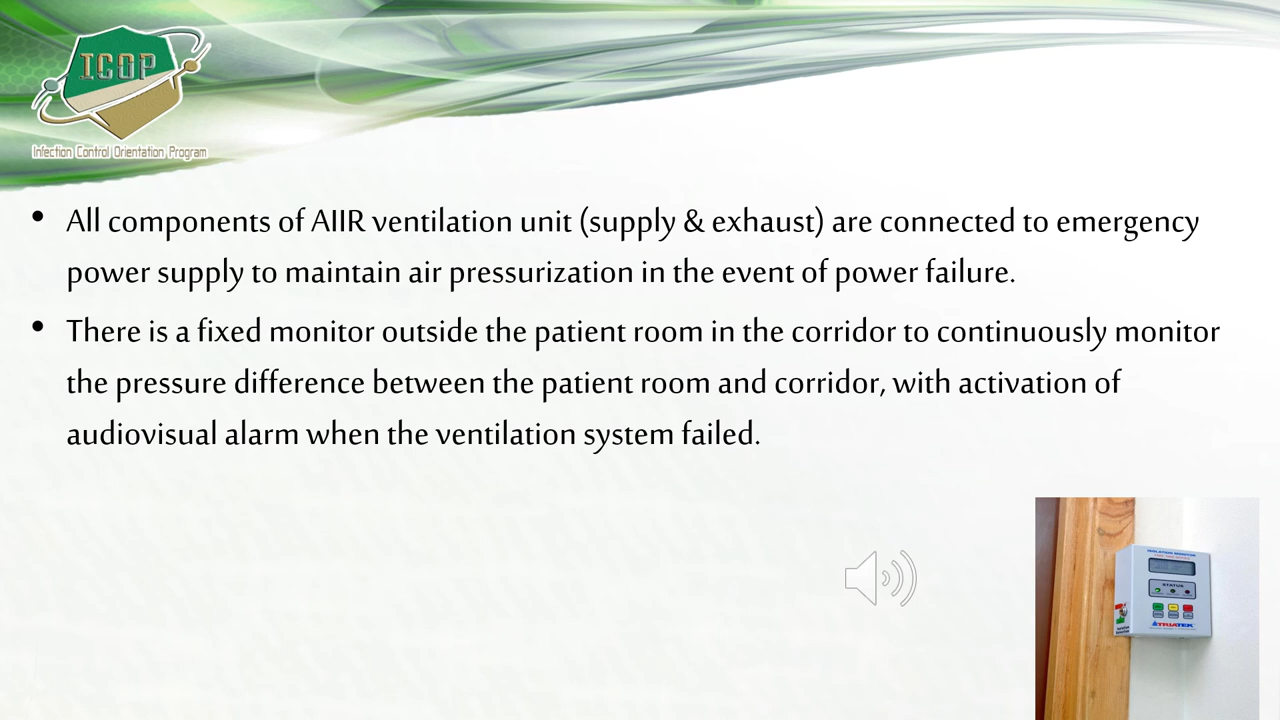 ICOP
Infection Control Orientation Program
• All components of AIIR ventilation unit (supply & exhaust) are connected to emergency
power supply to maintain air pressurization in the event of power failure.
• There is a fixed monitor outside the patient room in the corridor to continuously monitor
the pressure difference between the patient room and corridor, with activation of
audiovisual alarm when the ventilation system failed.
ISOLATION MONITOR
STATUS
TRIATEK